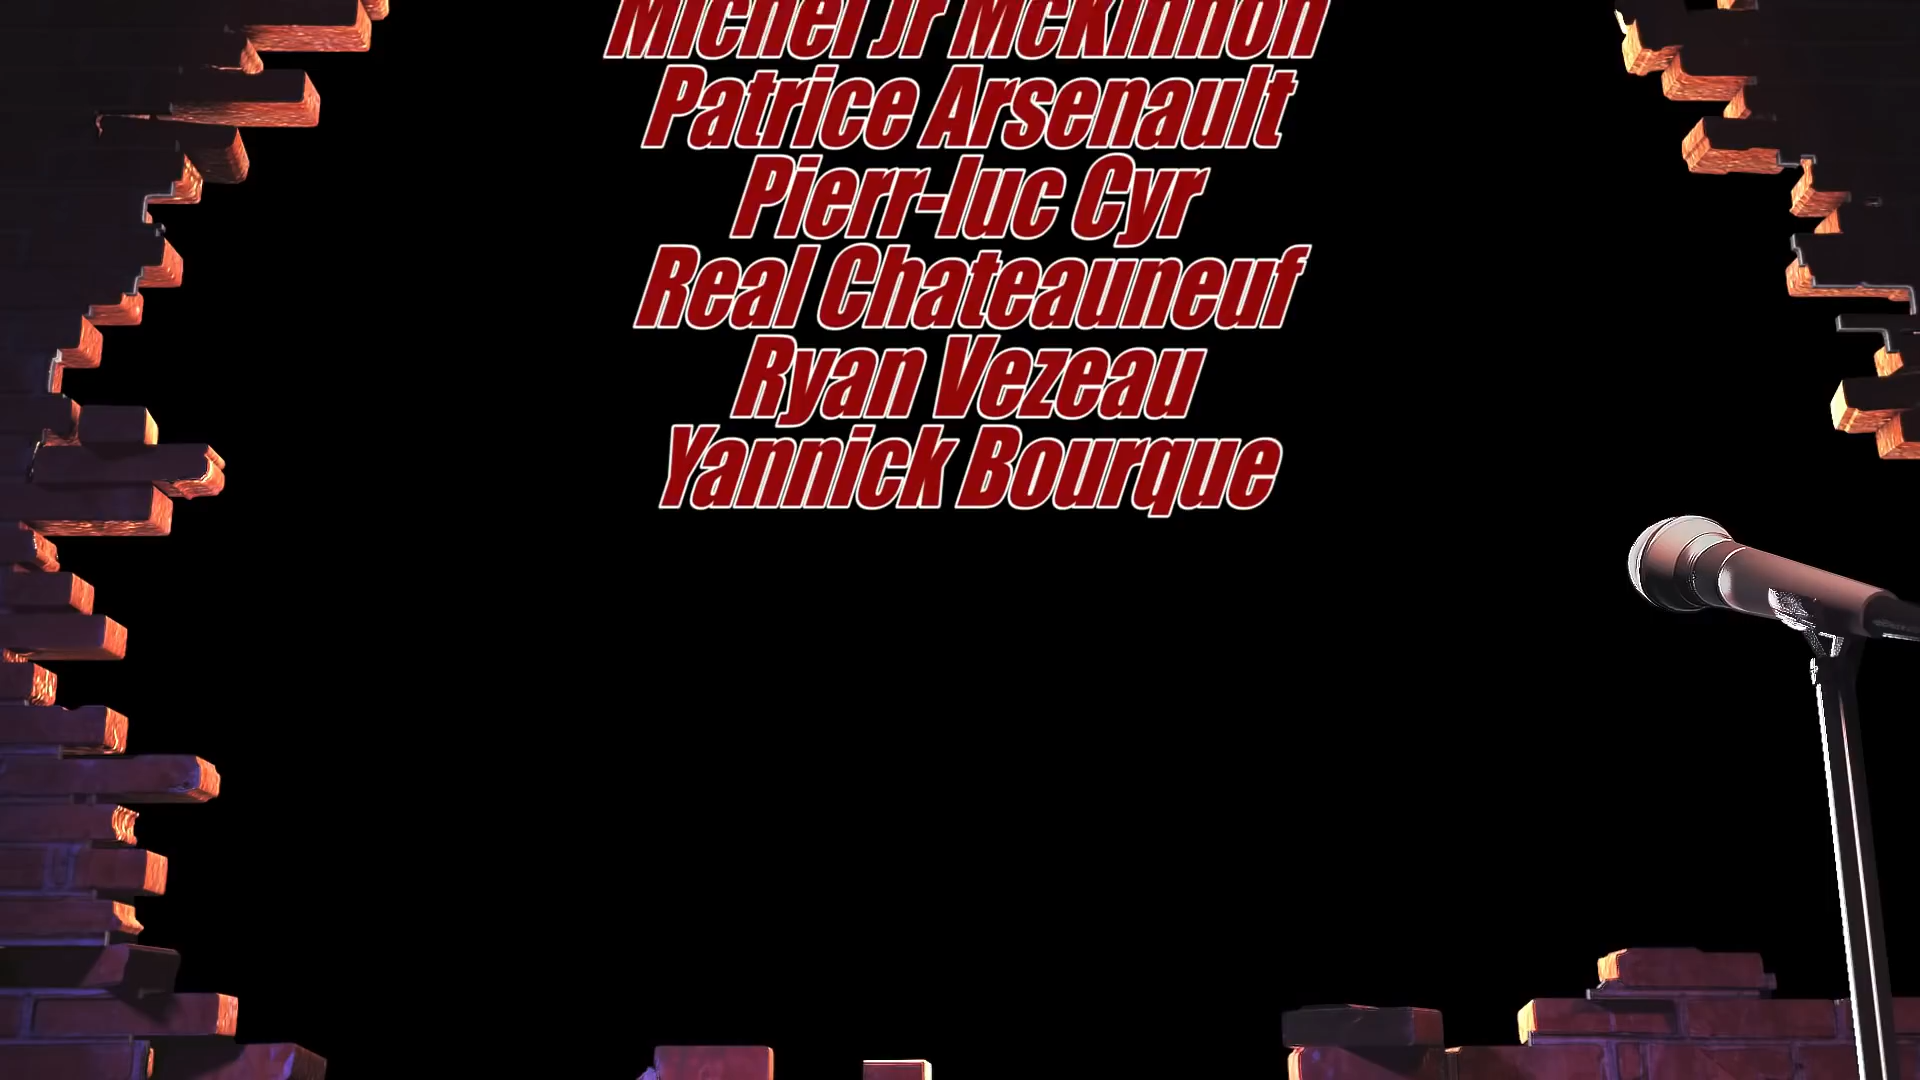 Michel Jr McKinnon
Patrice Arsenault
Pierr-luc Cyr
Real Chateauneuf
Ryan Vezeau
Yannick Bourque